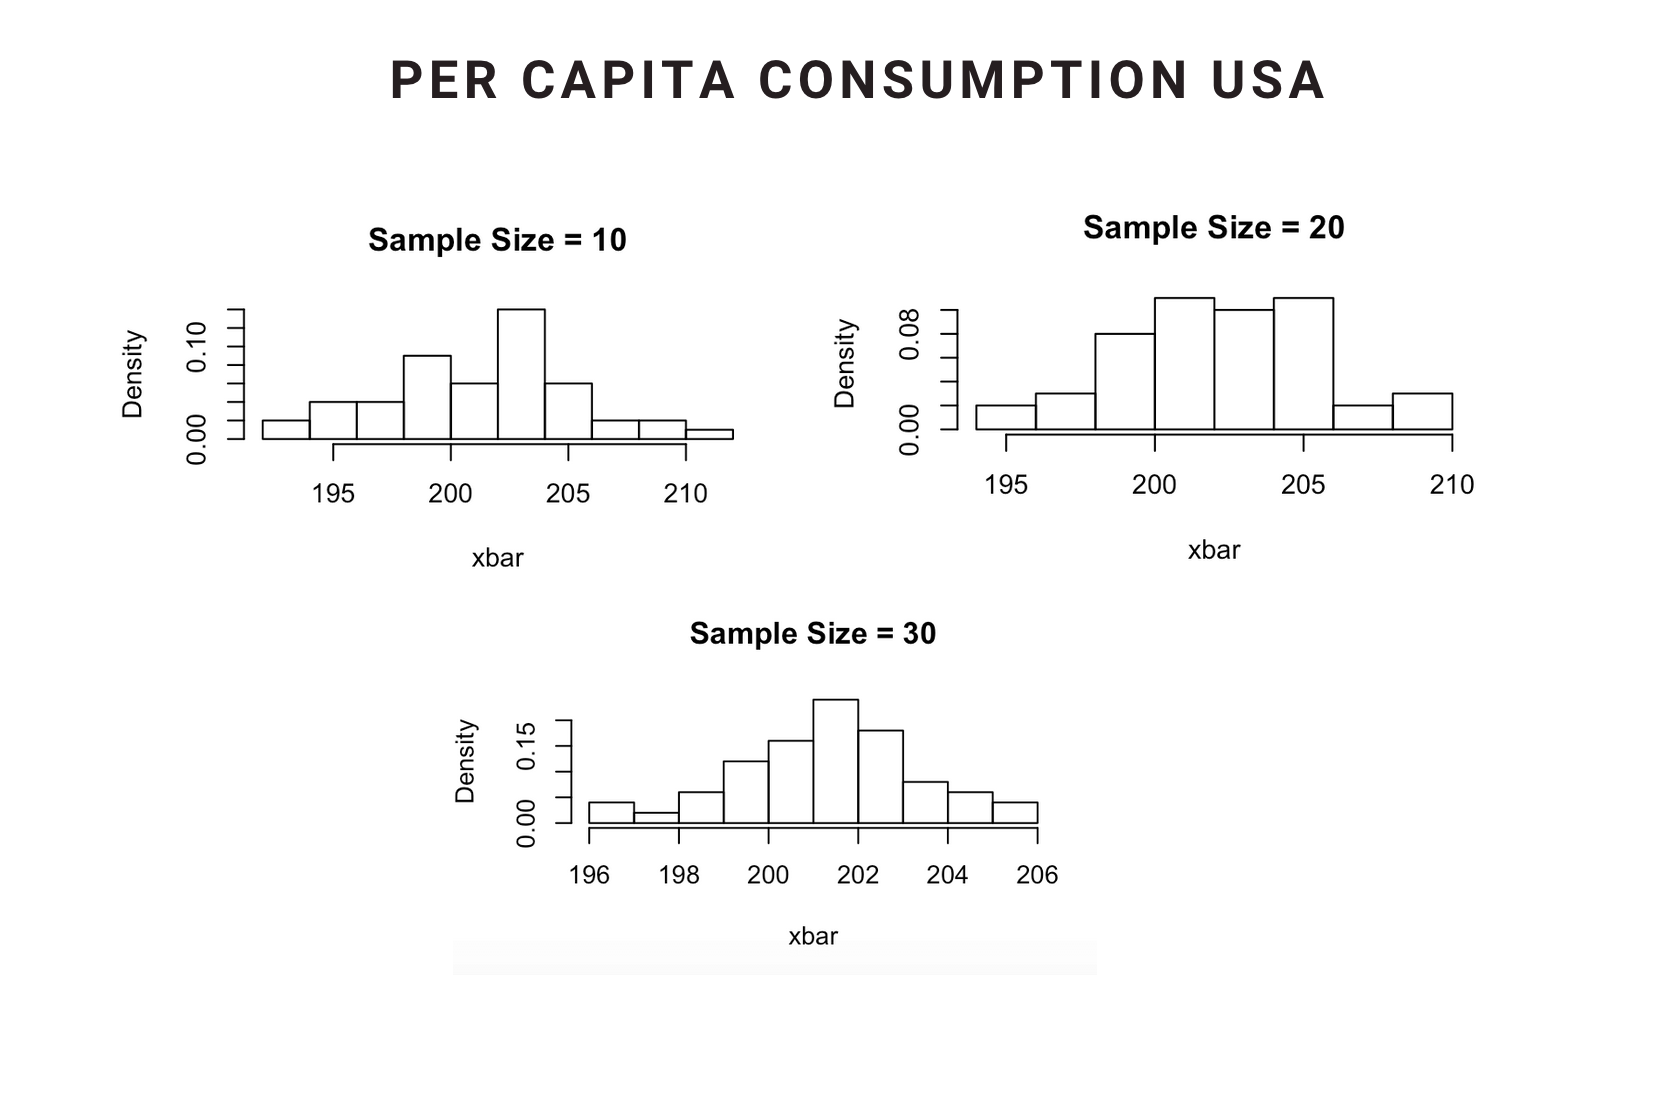 PER CAPITA CONSUMPTION USA
Sample Size = 10
Density
0.10
0.00
195 200 205 210
xbar
Sample Size = 20
Density
0.08
0.00
195 200 205 210
xbar
Sample Size = 30
Density
0.15
0.00
196 198 200 202 204 206
xbar